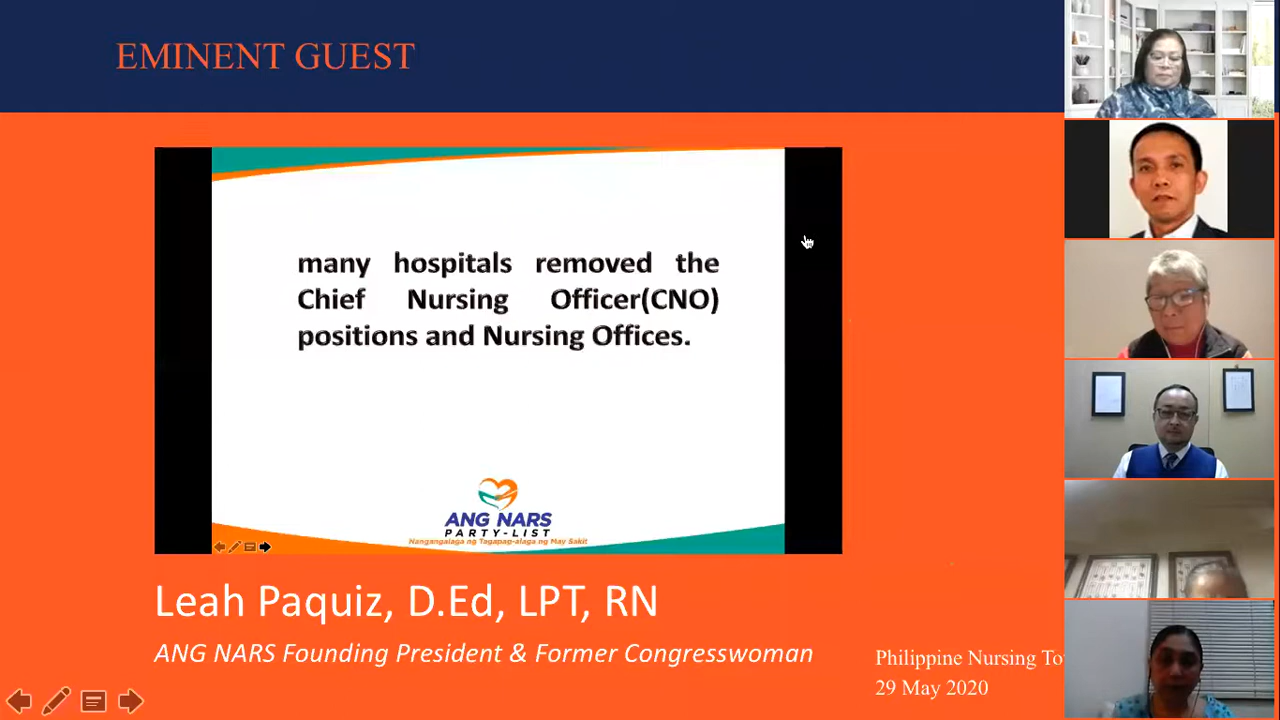 EMINENT GUEST
many hospitals removed the
Chief Nursing Officer(CNO)
positions and Nursing Offices.
ANG NARS
PARTY-LIST
Nangangalaga ng Tagapag-alaga ng May Sakit
Leah Paquiz, D.Ed, LPT, RN
ANG NARS Founding President & Former Congresswoman
Philippine Nursing
29 May 2020